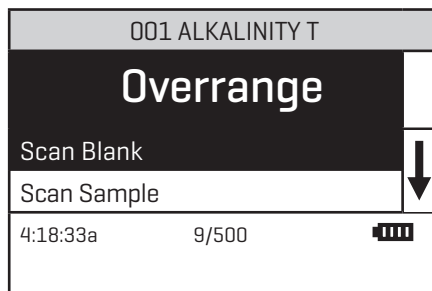 001 ALKALINITY T
Overrange
Scan Blank
Scan Sample
4:18:33a 9/500